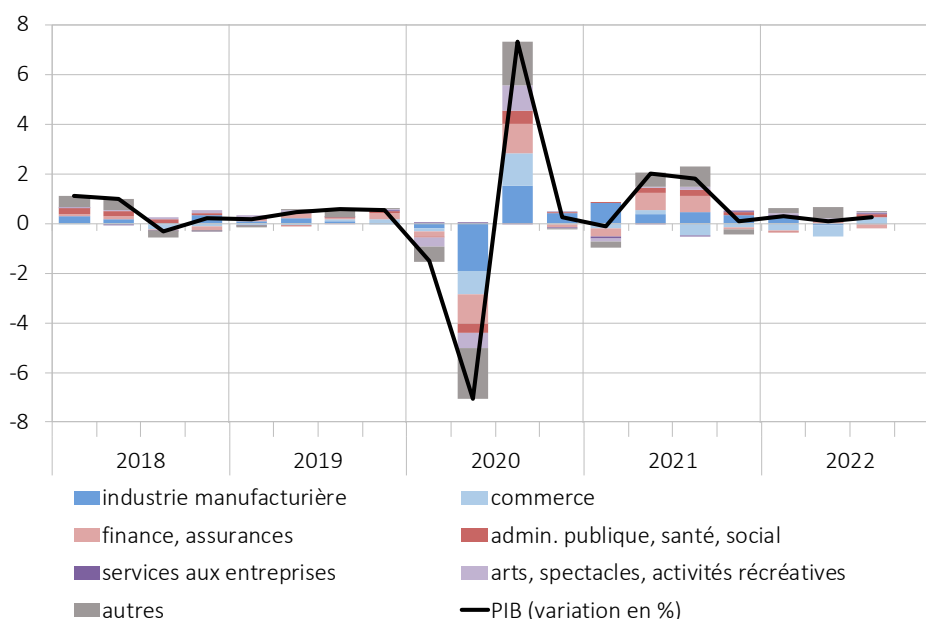 8
6
4
2
0
-2
-4
-6
-8
2018 2019 2020 2021 2022
industrie manufacturière commerce
finance, assurances admin. publique, santé, social
services aux entreprises arts, spectacles, activités récréatives
autres PIB (variation en %)